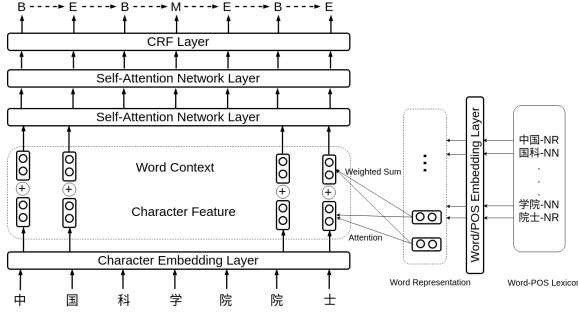 B E B M E B E
CRF Layer
Self-Attention Network Layer
Self-Attention Network Layer
Word Context
Character Feature
Weighted Sum
Attention
Character Embedding Layer
中 国 科 学 院 院 士
Word Representation
Word/POS Embedding Layer
中国-NR
国科-NN
学院-NN
院士-NR
Word-POS Lexicon